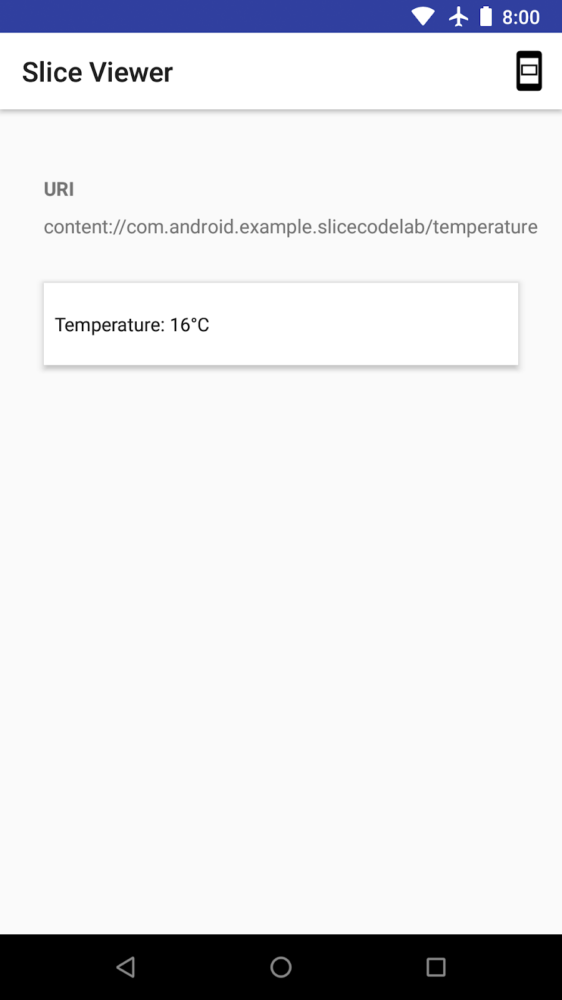 8:00
Slice Viewer
URI
content://com.android.example.slicecodelab/temperature
Temperature: 16°C